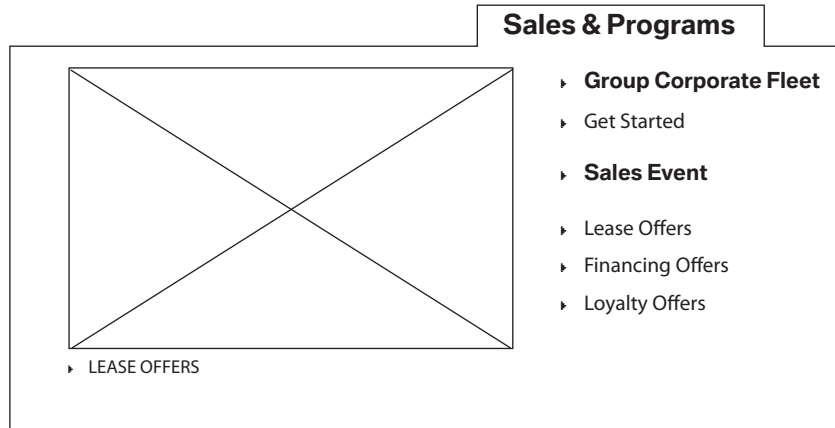 Sales & Programs
Group Corporate Fleet
Get Started
Sales Event
Lease Offers
Financing Offers
Loyalty Offers
LEASE OFFERS